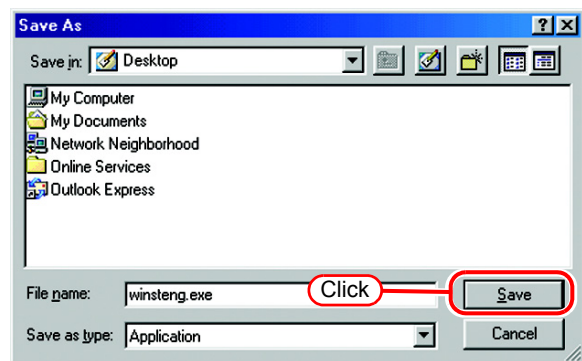 Save As
Save in: Desktop
My Computer
My Documents
Network Neighborhood
Online Services
Outlook Express
File name: winsteng.exe Click Save
Save as type: Application Cancel